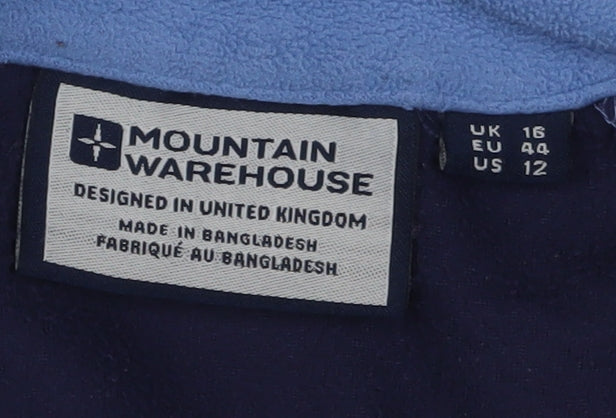 MOUNTAIN
WAREHOUSE
DESIGNED IN UNITED KINGDOM
MADE IN BANGLADESH
FABRIQUÉ AU BANGLADESH
UK 16
EU 44
US 12